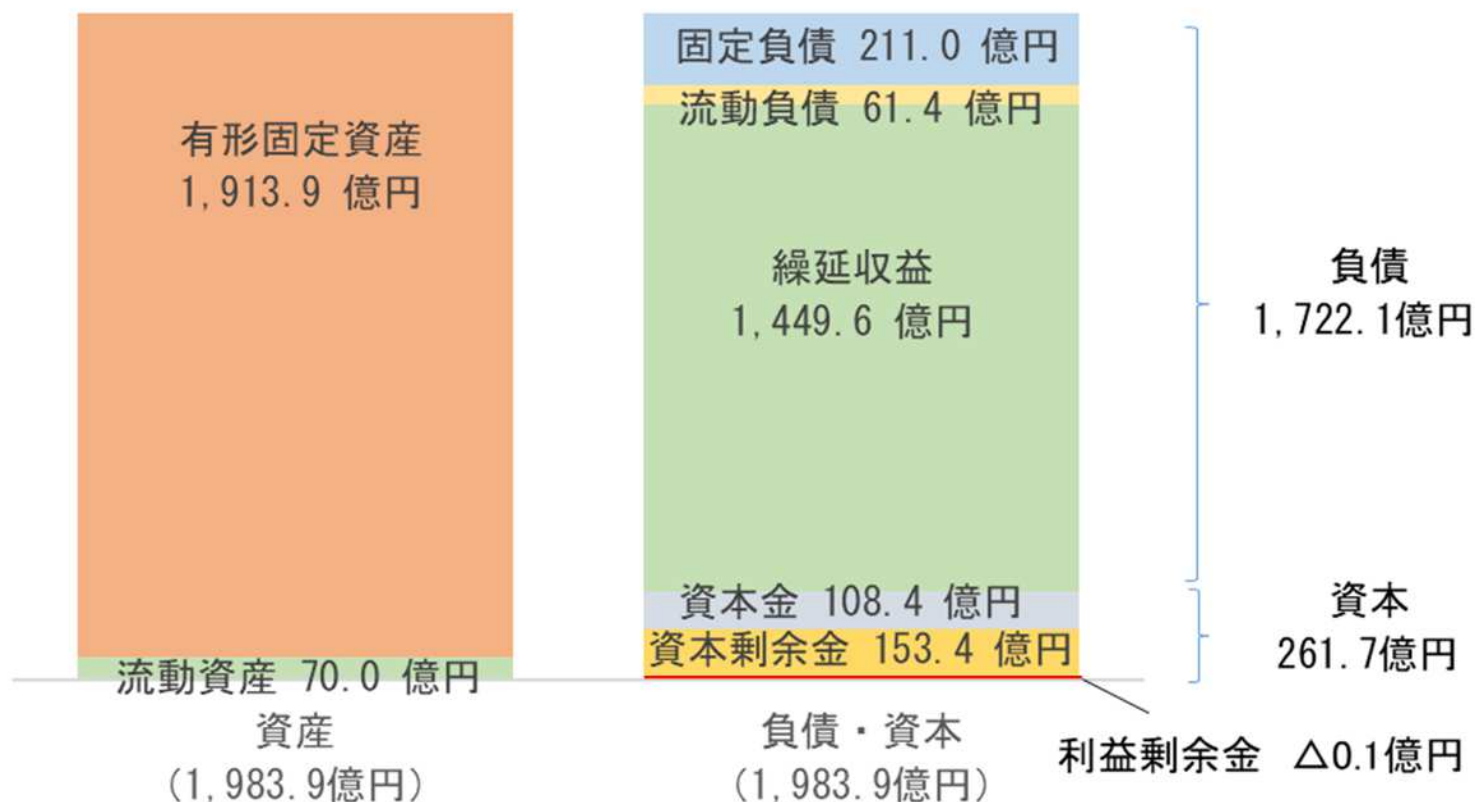 有形固定資産
1,913.9 億円
流動資産 70.0 億円
資産
(1,983.9億円)
固定負債 211.0 億円
流動負債 61.4 億円
繰延収益
1,449.6 億円
資本金 108.4 億円
資本剰余金 153.4 億円
負債・資本
(1,983.9億円)
負債
1,722.1億円
資本
261.7億円
利益剰余金 △0.1億円